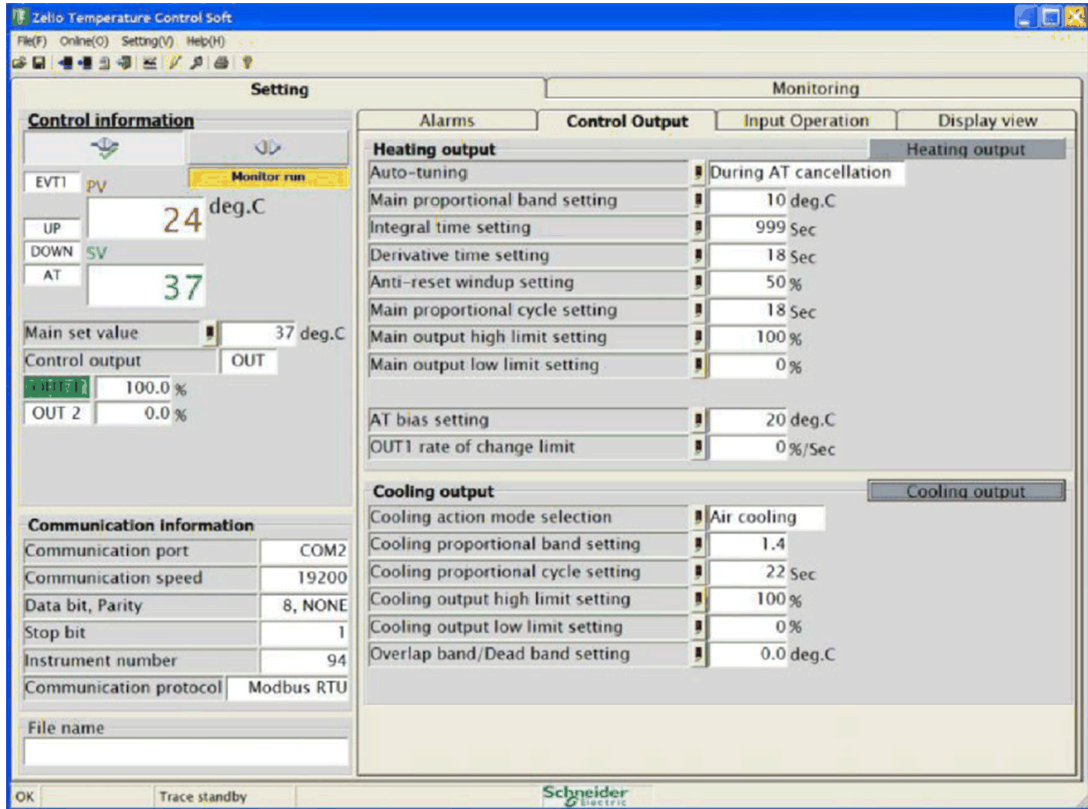 Zelio Temperature Control Soft
File(F) Online(O) Setting(V) Help(H)
Setting
Monitoring
Control information
Monitor run
EVT1
PV
24 deg.C
UP
DOWN
SV
AT
37
Main set value 37 deg.C
Control output OUT
100.0 %
OUT 2 0.0 %
Communication information
Communication port COM2
Communication speed 19200
Data bit, Parity 8, NONE
Stop bit 1
Instrument number 94
Communication protocol Modbus RTU
File name
Alarms Control Output Input Operation Display view
Heating output Heating output
Auto-tuning During AT cancellation
Main proportional band setting 10 deg.C
Integral time setting 999 Sec
Derivative time setting 18 Sec
Anti-reset windup setting 50 %
Main proportional cycle setting 18 Sec
Main output high limit setting 100 %
Main output low limit setting 0 %
AT bias setting 20 deg.C
OUT1 rate of change limit 0 %/Sec
Cooling output Cooling output
Cooling action mode selection Air cooling
Cooling proportional band setting 1.4
Cooling proportional cycle setting 22 Sec
Cooling output high limit setting 100 %
Cooling output low limit setting 0 %
Overlap band/Dead band setting 0.0 deg.C
OK Trace standby Schneider Electric